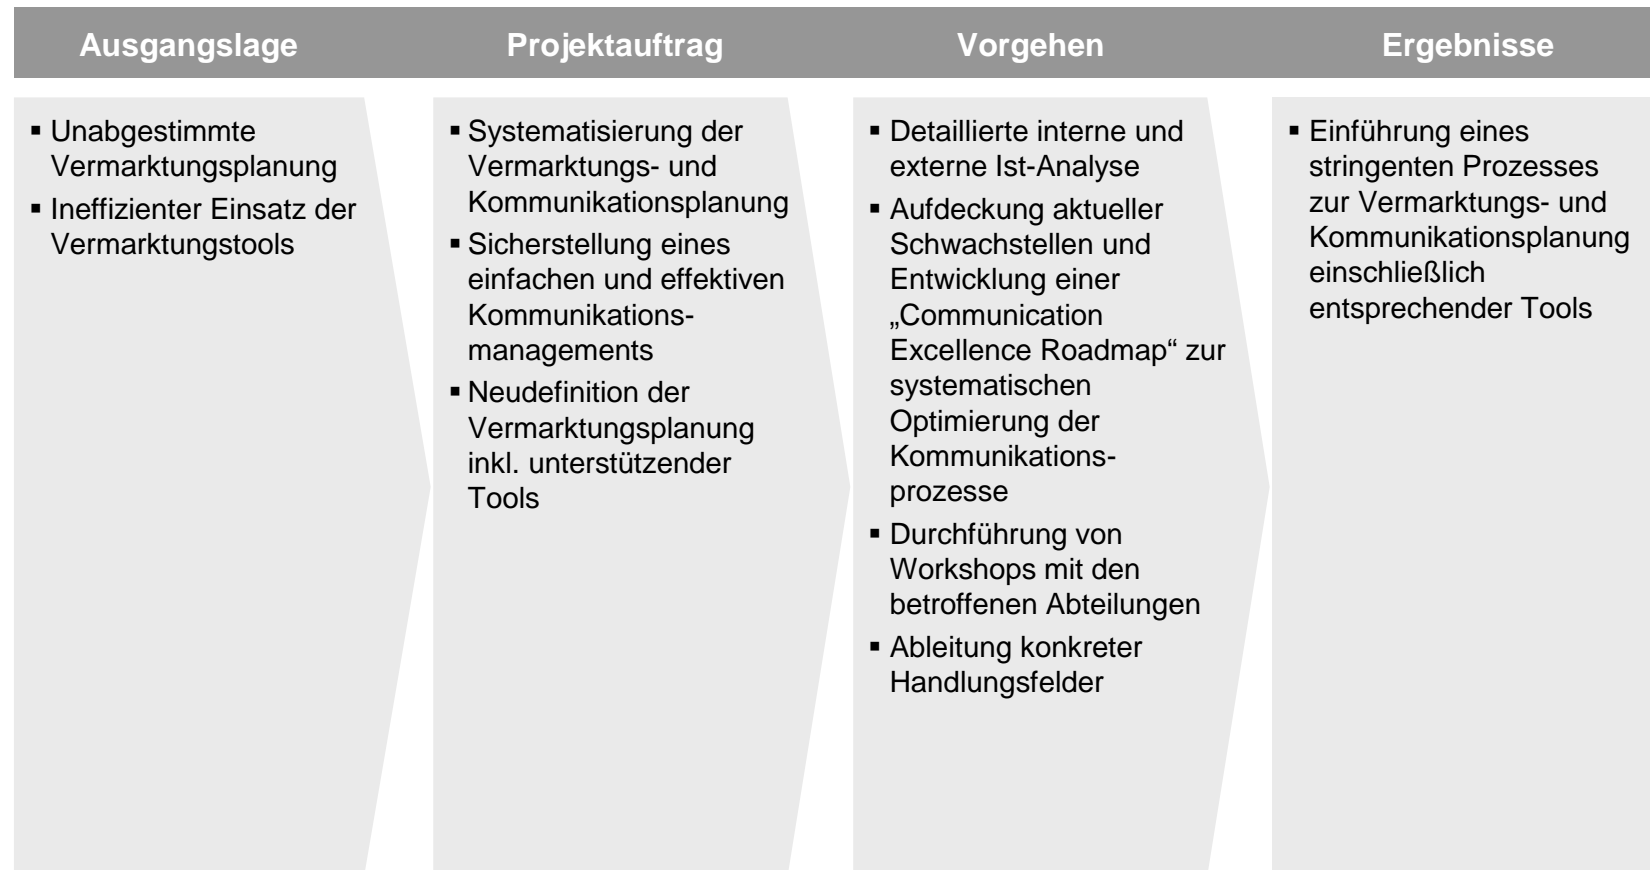 Ausgangslage
Projektauftrag
Vorgehen
Ergebnisse
▪ Unabgestimmte
Vermarktungsplanung
▪ Ineffizienter Einsatz der
Vermarktungstools
▪ Systematisierung der
Vermarktungs- und
Kommunikationsplanung
▪ Sicherstellung eines
einfachen und effektiven
Kommunikations-
managements
▪ Neudefinition der
Vermarktungsplanung
inkl. unterstützender
Tools
▪ Detaillierte interne und
externe Ist-Analyse
▪ Aufdeckung aktueller
Schwachstellen und
Entwicklung einer
„Communication
Excellence Roadmap“ zur
systematischen
Optimierung der
Kommunikations-
prozesse
▪ Durchführung von
Workshops mit den
betroffenen Abteilungen
▪ Ableitung konkreter
Handlungsfelder
▪ Einführung eines
stringenten Prozesses
zur Vermarktungs- und
Kommunikationsplanung
einschließlich
entsprechender Tools